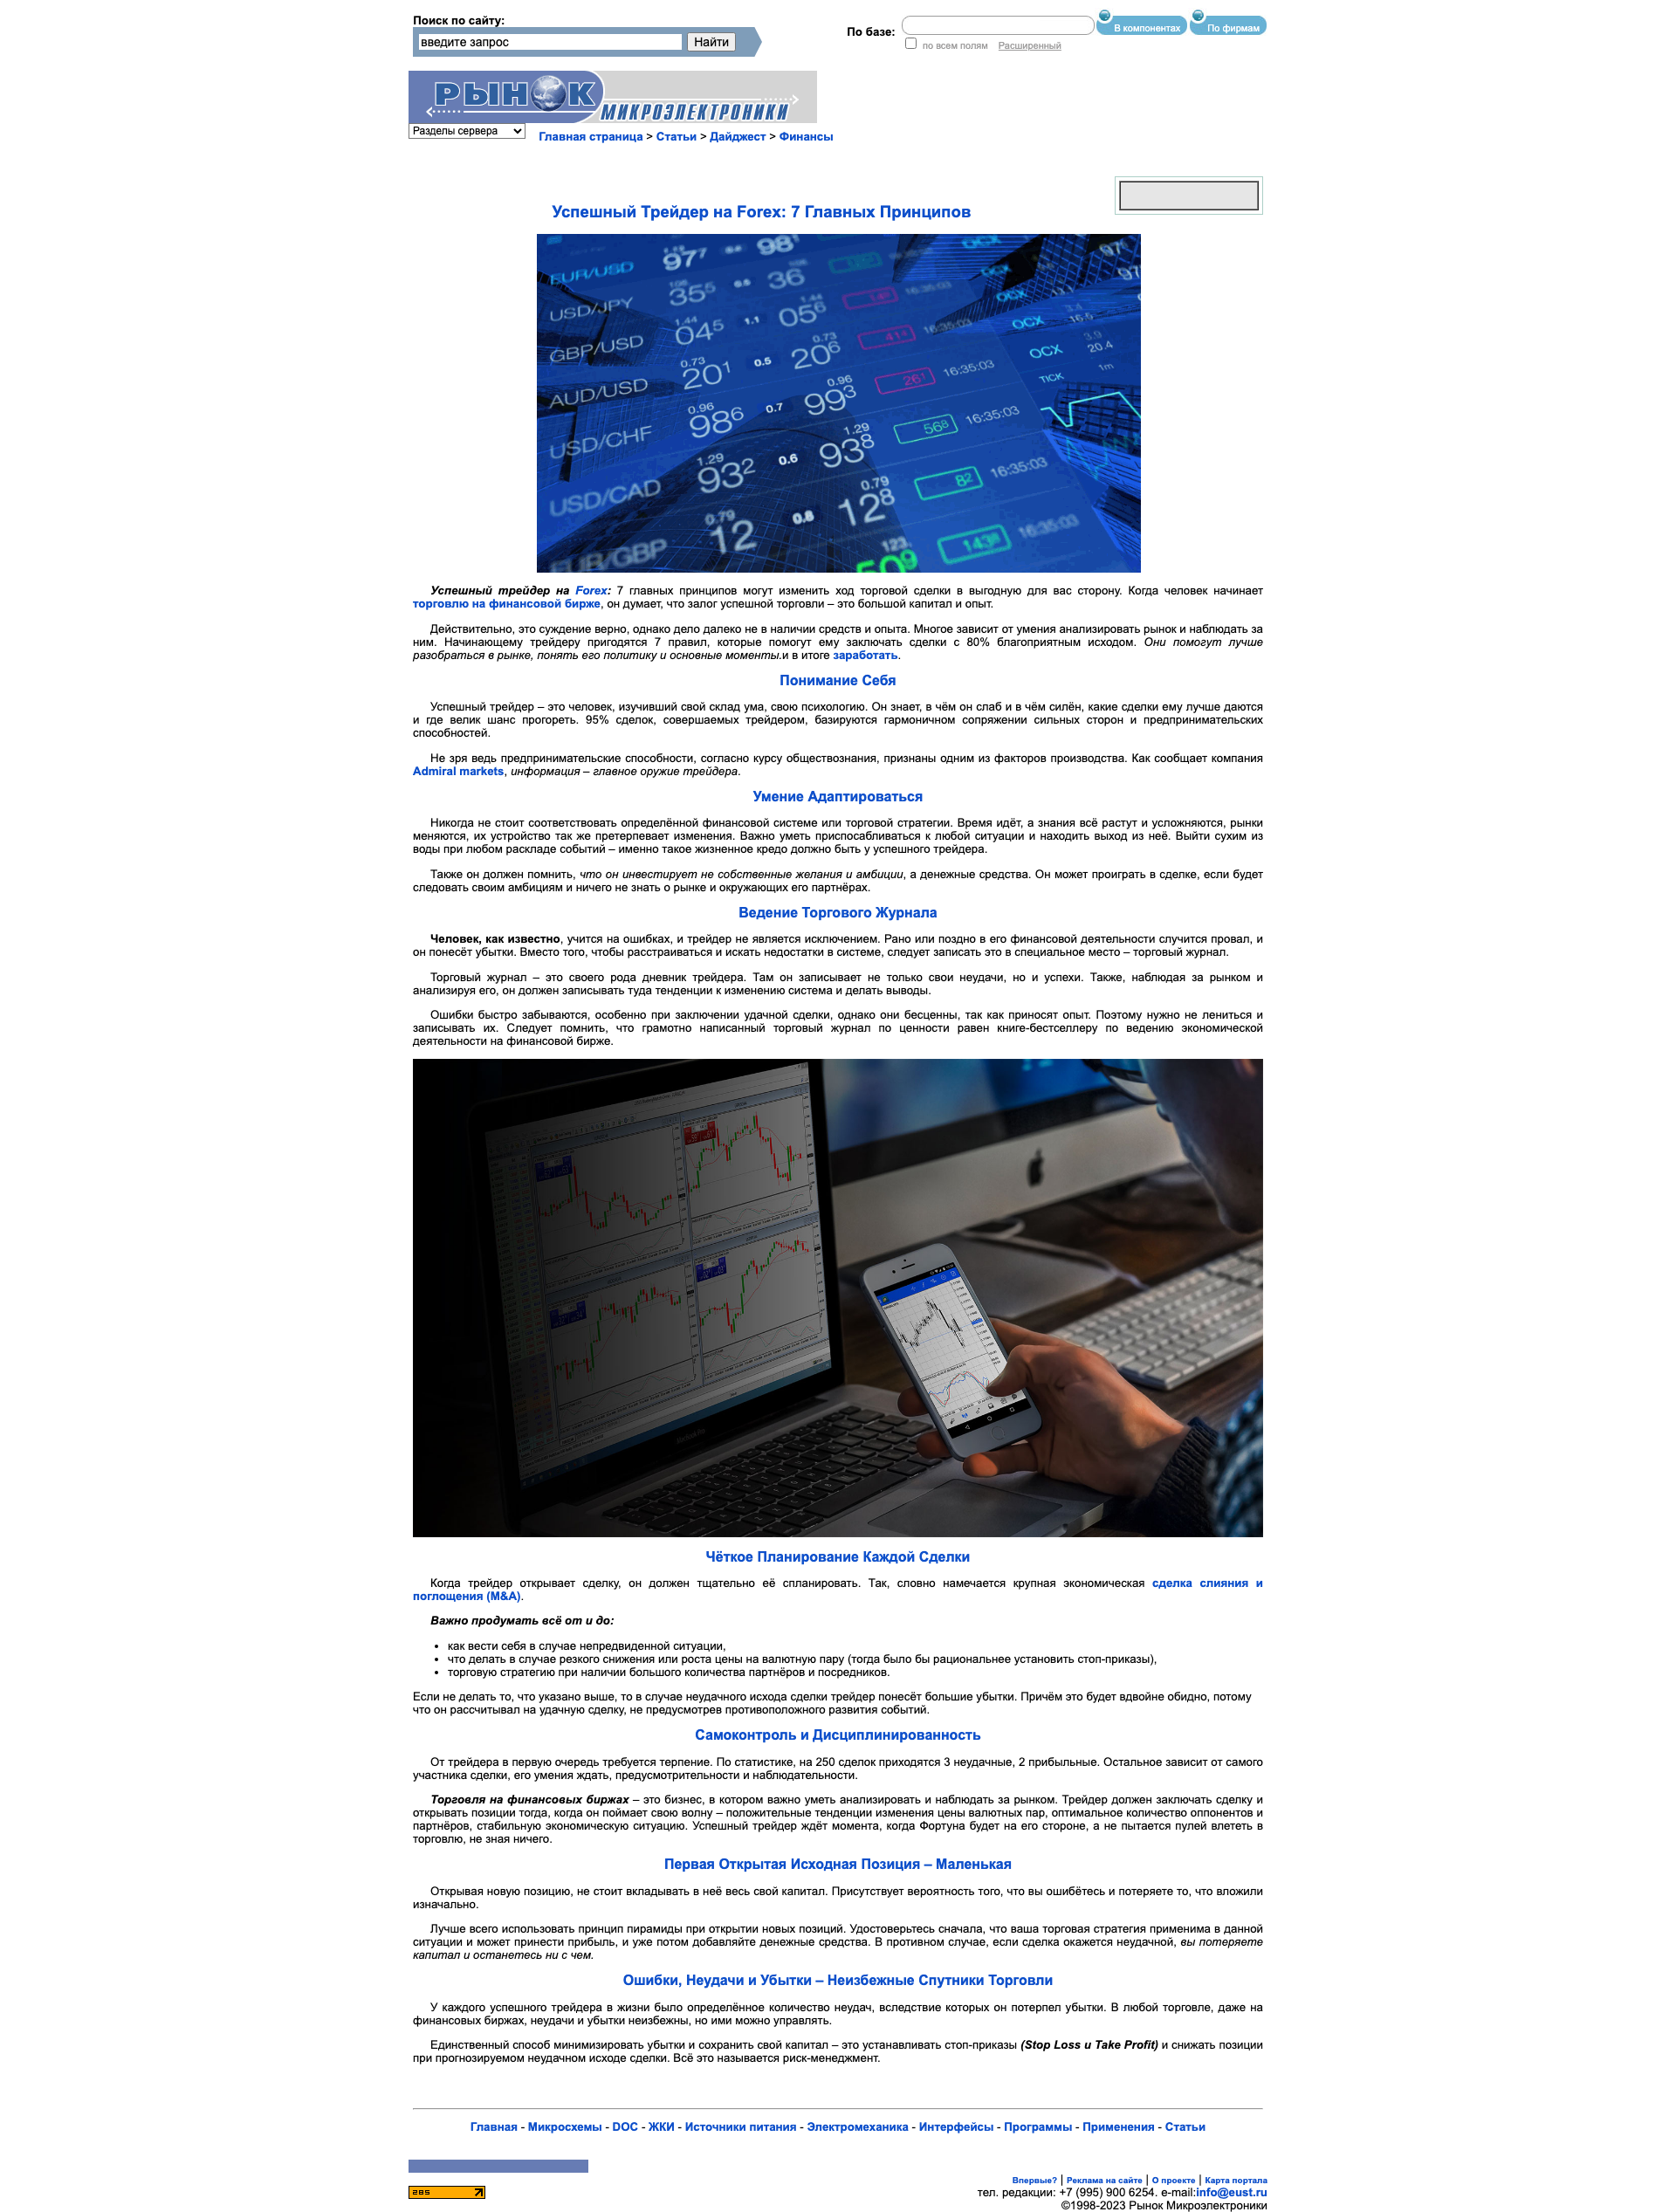 Поиск по сайту:
введите запрос Найти
По базе: В компонентах По фирмам
по всем полям Расширенный
РЫНОК
МИКРОЭЛЕКТРОНИКИ
Разделы сервера
Главная страница > Статьи > Дайджест > Финансы
Успешный Трейдер на Forex: 7 Главных Принципов
EUR/USD
USD/JPY
GBP/USD
AUD/USD
USD/CHF
USD/CAD
EUR/GBP
Успешный трейдер на Forex: 7 главных принципов могут изменить ход торговой сделки в выгодную для вас сторону. Когда человек начинает
торговлю на финансовой бирже, он думает, что залог успешной торговли – это большой капитал и опыт.
Действительно, это суждение верно, однако дело далеко не в наличии средств и опыта. Многое зависит от умения анализировать рынок и наблюдать за
ним. Начинающему трейдеру пригодятся 7 правил, которые помогут ему заключать сделки с 80% благоприятным исходом. Они помогут лучше
разобраться в рынке, понять его политику и основные моменты.и в итоге заработать.
Понимание Себя
Успешный трейдер – это человек, изучивший свой склад ума, свою психологию. Он знает, в чём он слаб и в чём силён, какие сделки ему лучше даются
и где велик шанс прогореть. 95% сделок, совершаемых трейдером, базируются гармоничном сопряжении сильных сторон и предпринимательских
способностей.
Не зря ведь предпринимательские способности, согласно курсу обществознания, признаны одним из факторов производства. Как сообщает компания
Admiral markets, информация – главное оружие трейдера.
Умение Адаптироваться
Никогда не стоит соответствовать определённой финансовой системе или торговой стратегии. Время идёт, а знания всё растут и усложняются, рынки
меняются, их устройство так же претерпевает изменения. Важно уметь приспосабливаться к любой ситуации и находить выход из неё. Выйти сухим из
воды при любом раскладе событий – именно такое жизненное кредо должно быть у успешного трейдера.
Также он должен помнить, что он инвестирует не собственные желания и амбиции, а денежные средства. Он может проиграть в сделке, если будет
следовать своим амбициям и ничего не знать о рынке и окружающих его партнёрах.
Ведение Торгового Журнала
Человек, как известно, учится на ошибках, и трейдер не является исключением. Рано или поздно в его финансовой деятельности случится провал, и
он понесёт убытки. Вместо того, чтобы расстраиваться и искать недостатки в системе, следует записать это в специальное место – торговый журнал.
Торговый журнал – это своего рода дневник трейдера. Там он записывает не только свои неудачи, но и успехи. Также, наблюдая за рынком и
анализируя его, он должен записывать туда тенденции к изменению система и делать выводы.
Ошибки быстро забываются, особенно при заключении удачной сделки, однако они бесценны, так как приносят опыт. Поэтому нужно не лениться и
записывать их. Следует помнить, что грамотно написанный торговый журнал по ценности равен книге-бестселлеру по ведению экономической
деятельности на финансовой бирже.
Чёткое Планирование Каждой Сделки
Когда трейдер открывает сделку, он должен тщательно её спланировать. Так, словно намечается крупная экономическая сделка слияния и
поглощения (M&A).
Важно продумать всё от и до:
• как вести себя в случае непредвиденной ситуации,
• что делать в случае резкого снижения или роста цены на валютную пару (тогда было бы рациональнее установить стоп-приказы),
• торговую стратегию при наличии большого количества партнёров и посредников.
Если не делать то, что указано выше, то в случае неудачного исхода сделки трейдер понесёт большие убытки. Причём это будет вдвойне обидно, потому
что он рассчитывал на удачную сделку, не предусмотрев противоположного развития событий.
Самоконтроль и Дисциплинированность
От трейдера в первую очередь требуется терпение. По статистике, на 250 сделок приходятся 3 неудачные, 2 прибыльные. Остальное зависит от самого
участника сделки, его умения ждать, предусмотрительности и наблюдательности.
Торговля на финансовых биржах – это бизнес, в котором важно уметь анализировать и наблюдать за рынком. Трейдер должен заключать сделку и
открывать позиции тогда, когда он поймает свою волну – положительные тенденции изменения цены валютных пар, оптимальное количество оппонентов и
партнёров, стабильную экономическую ситуацию. Успешный трейдер ждёт момента, когда Фортуна будет на его стороне, а не пытается пулей влететь в
торговлю, не зная ничего.
Первая Открытая Исходная Позиция – Маленькая
Открывая новую позицию, не стоит вкладывать в неё весь свой капитал. Присутствует вероятность того, что вы ошибётесь и потеряете то, что вложили
изначально.
Лучше всего использовать принцип пирамиды при открытии новых позиций. Удостоверьтесь сначала, что ваша торговая стратегия применима в данной
ситуации и может принести прибыль, и уже потом добавляйте денежные средства. В противном случае, если сделка окажется неудачной, вы потеряете
капитал и останетесь ни с чем.
Ошибки, Неудачи и Убытки – Неизбежные Спутники Торговли
У каждого успешного трейдера в жизни было определённое количество неудач, вследствие которых он потерпел убытки. В любой торговле, даже на
финансовых биржах, неудачи и убытки неизбежны, но ими можно управлять.
Единственный способ минимизировать убытки и сохранить свой капитал – это устанавливать стоп-приказы (Stop Loss и Take Profit) и снижать позиции
при прогнозируемом неудачном исходе сделки. Всё это называется риск-менеджмент.
Главная - Микросхемы - DOC - ЖКИ - Источники питания - Электромеханика - Интерфейсы - Программы - Применения - Статьи
Впервые? | Реклама на сайте | О проекте | Карта портала
285
тел. редакции: +7 (995) 900 6254. e-mail:info@eust.ru
©1998-2023 Рынок Микроэлектроники